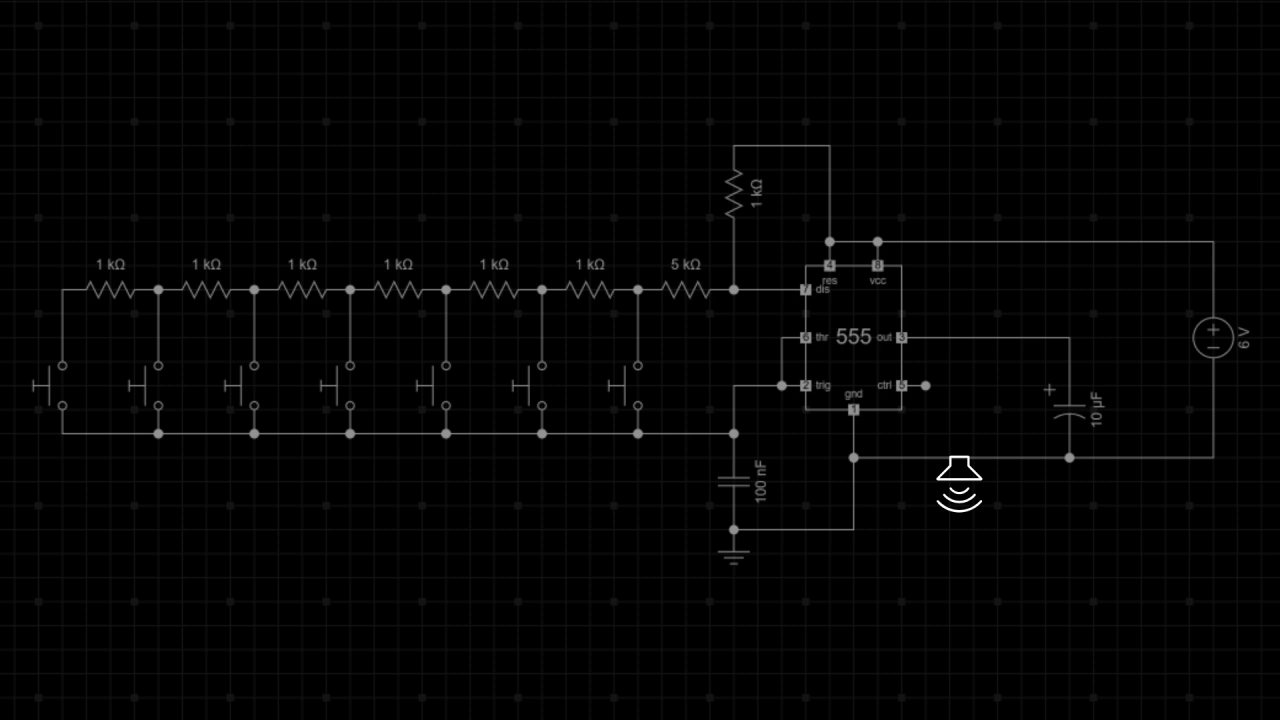 1 kΩ
1 kΩ
1 kΩ
1 kΩ
1 kΩ
1 kΩ
1 kΩ
5 kΩ
4
8
res
vcc
7
dis
6
thr
555
out
3
6 V
2
trig
ctrl
5
gnd
1
+
10 µF
100 nF